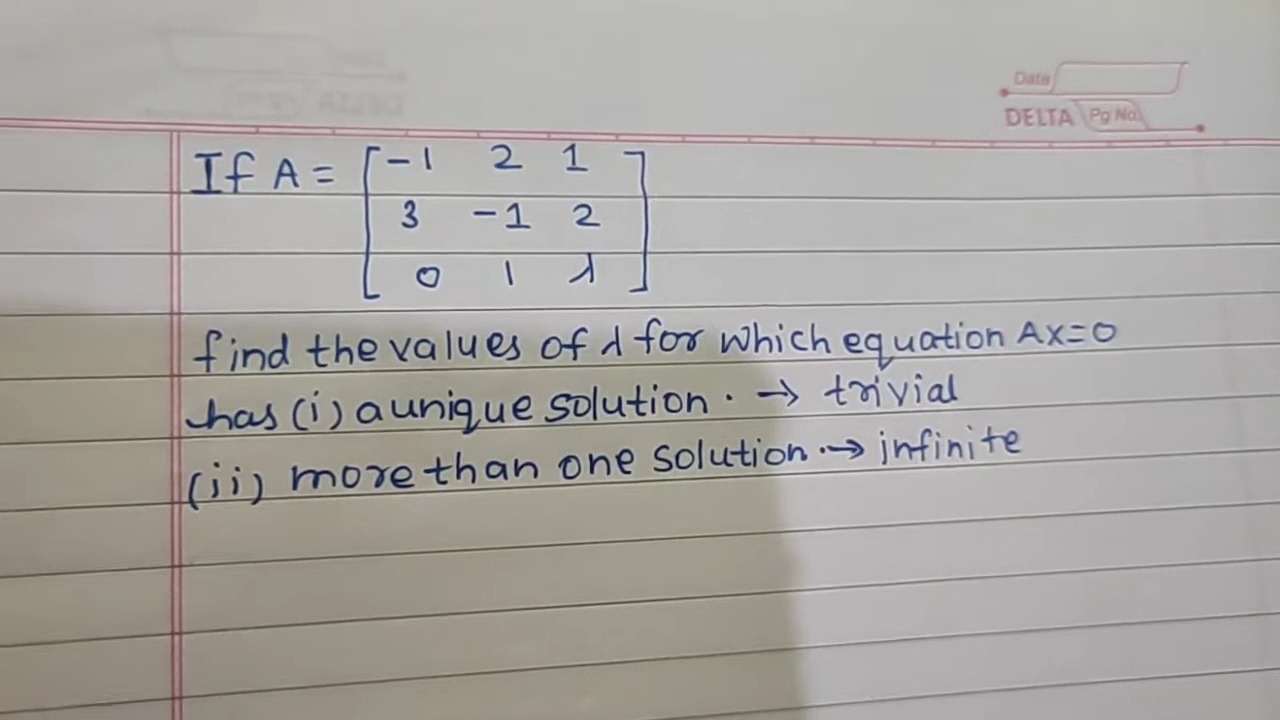 Date
DELTA Pg No.
If A = [ -1 2 1
3 -1 2
0 1 λ ]
find the values of λ for which equation AX=0
has (i) a unique solution. → trivial
(ii) more than one solution. → infinite